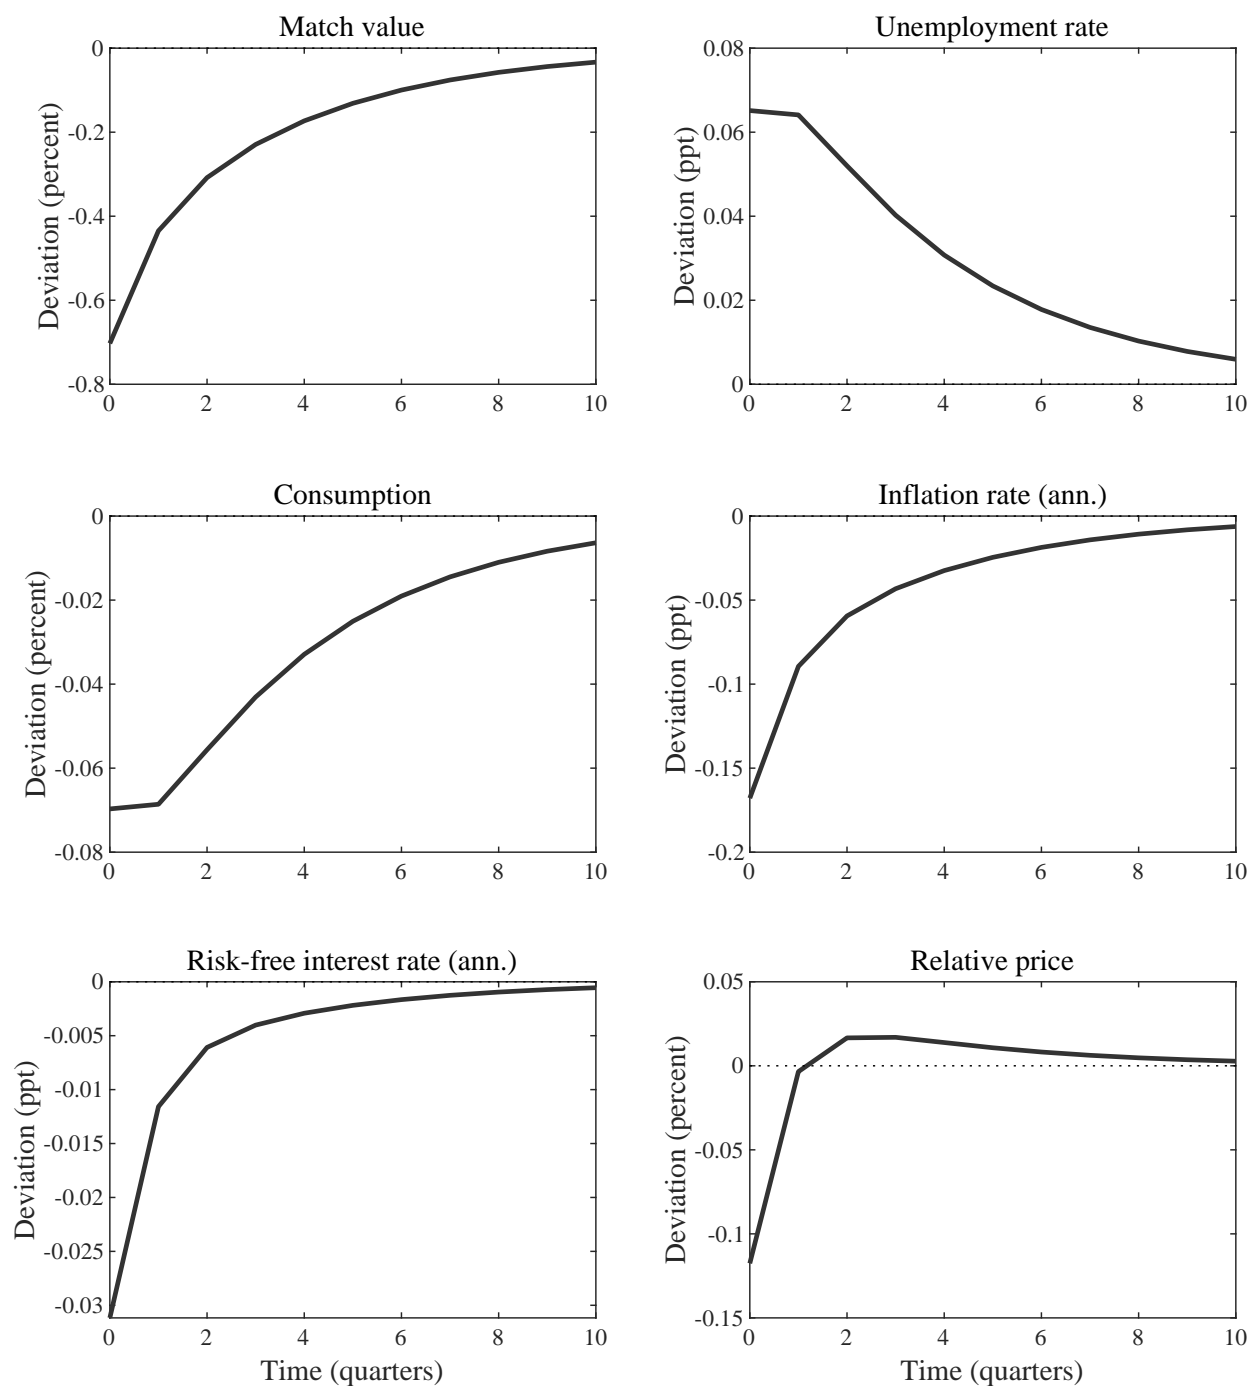 Match value
Deviation (percent)
0
-0.2
-0.4
-0.6
-0.8
0 2 4 6 8 10
Unemployment rate
Deviation (ppt)
0.08
0.06
0.04
0.02
0
0 2 4 6 8 10
Consumption
Deviation (percent)
0
-0.02
-0.04
-0.06
-0.08
0 2 4 6 8 10
Inflation rate (ann.)
Deviation (ppt)
0
-0.05
-0.1
-0.15
-0.2
0 2 4 6 8 10
Risk-free interest rate (ann.)
Deviation (ppt)
0
-0.005
-0.01
-0.015
-0.02
-0.025
-0.03
0 2 4 6 8 10
Time (quarters)
Relative price
Deviation (percent)
0.05
0
-0.05
-0.1
-0.15
0 2 4 6 8 10
Time (quarters)